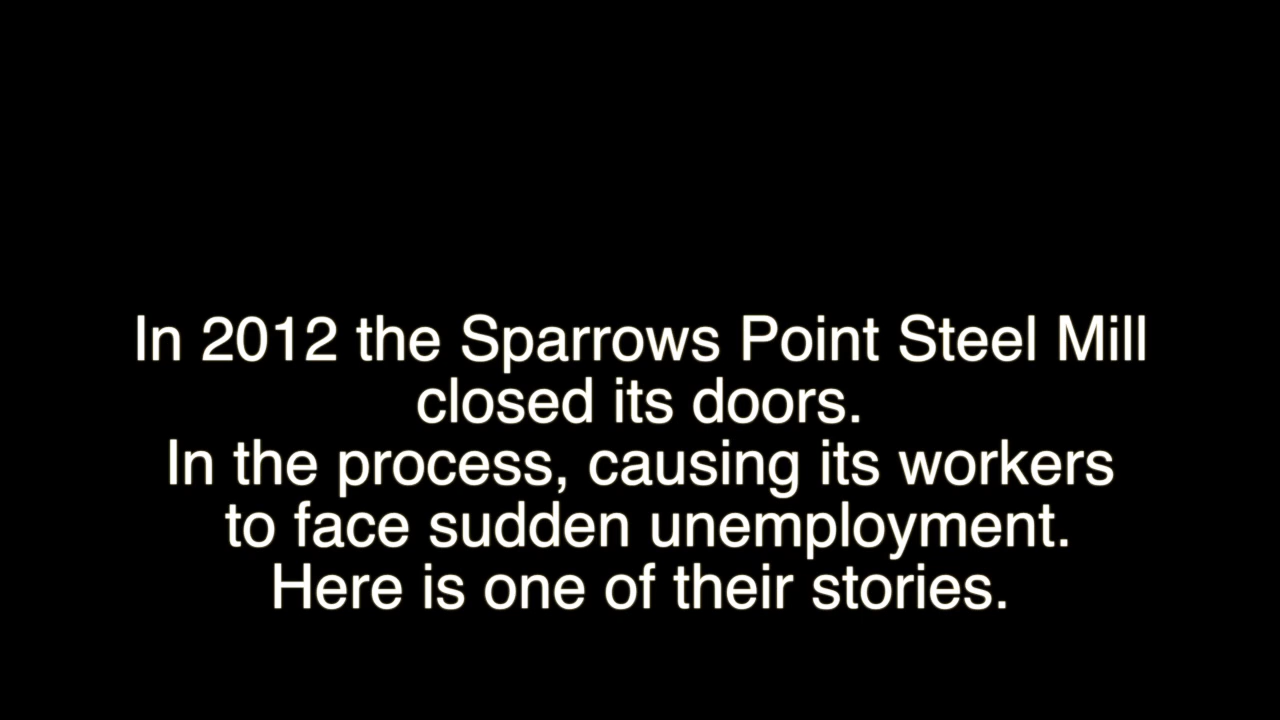 In 2012 the Sparrows Point Steel Mill
closed its doors.
In the process, causing its workers
to face sudden unemployment.
Here is one of their stories.